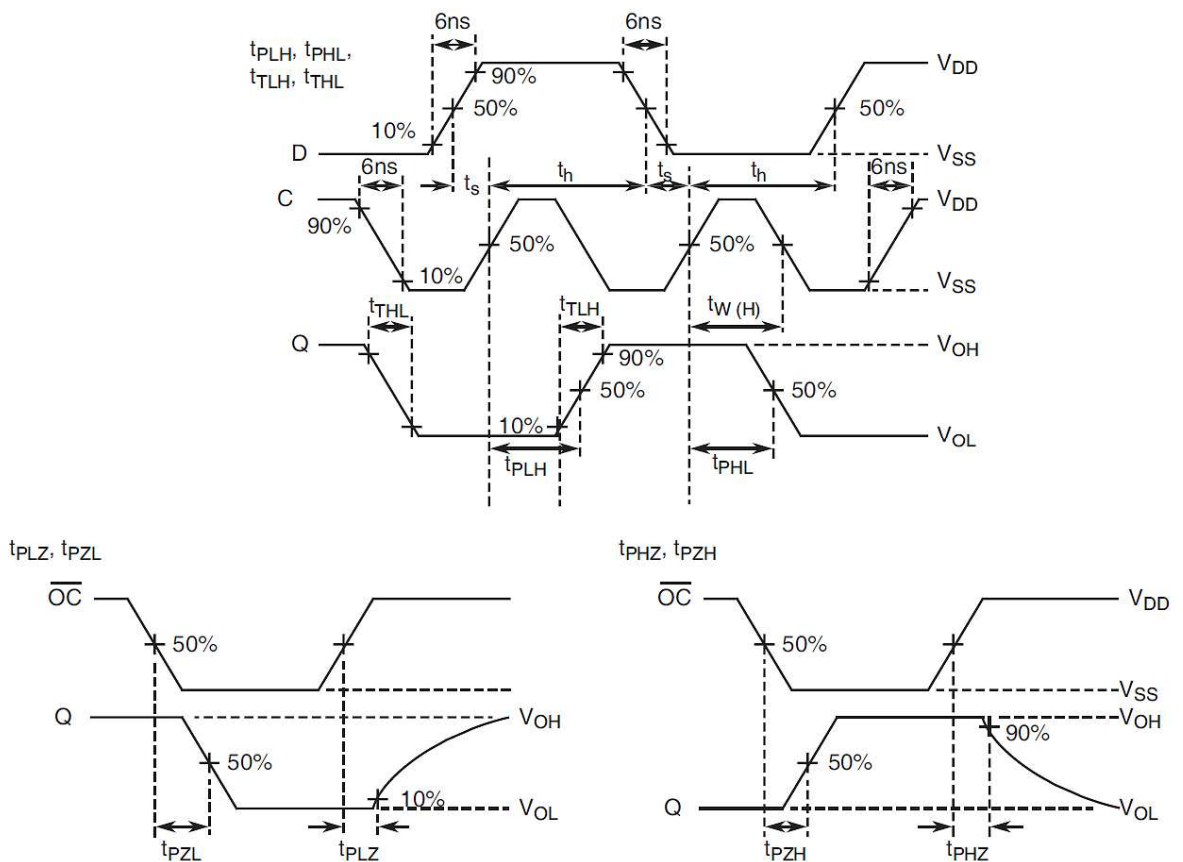 6ns
6ns
tPLH, tPHL,
tTLH, tTHL
90%
VDD
50%
50%
10%
D
VSS
6ns
ts
th
ts
th
6ns
C
VDD
90%
50%
50%
10%
VSS
tTHL
tTLH
tW (H)
Q
VOH
90%
50%
50%
10%
VOL
tPLH
tPHL
tPLZ, tPZL
OC
50%
Q
VOH
50%
10%
VOL
tPZL
tPLZ
tPHZ, tPZH
OC
VDD
50%
VSS
VOH
90%
50%
Q
VOL
tPZH
tPHZ